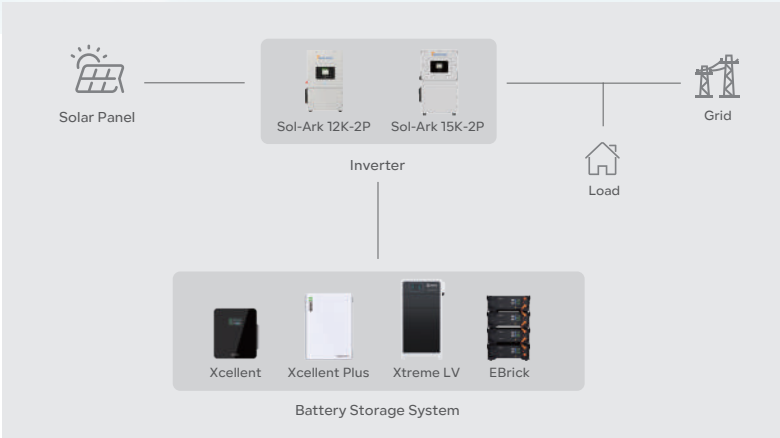 Solar Panel
Sol-Ark 12K-2P
Sol-Ark 15K-2P
Inverter
Grid
Load
Xcellent
Xcellent Plus
Xtreme LV
EBrick
Battery Storage System